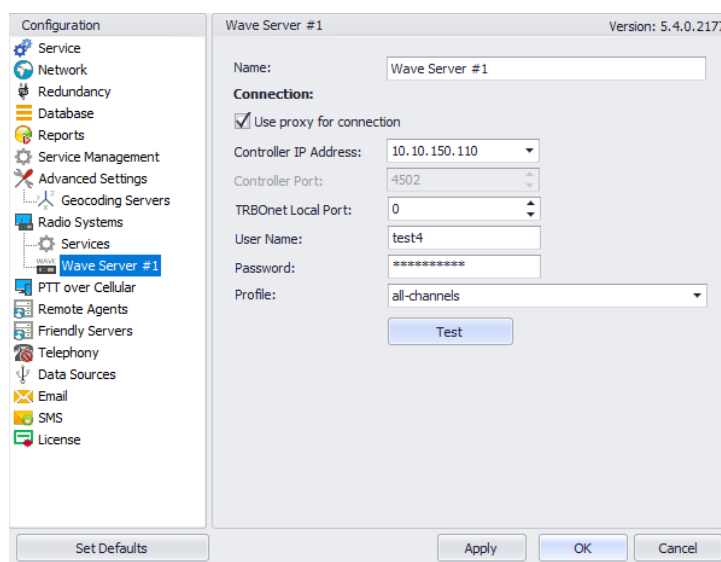 Configuration
Service
Network
Redundancy
Database
Reports
Service Management
Advanced Settings
Geocoding Servers
Radio Systems
Services
WAVE Wave Server #1
PTT over Cellular
Remote Agents
Friendly Servers
Telephony
Data Sources
Email
SMS
License
Set Defaults
Wave Server #1 Version: 5.4.0.2177
Name: Wave Server #1
Connection:
Use proxy for connection
Controller IP Address: 10.10.150.110
Controller Port: 4502
TRBOnet Local Port: 0
User Name: test4
Password: **********
Profile: all-channels
Test
Apply OK Cancel